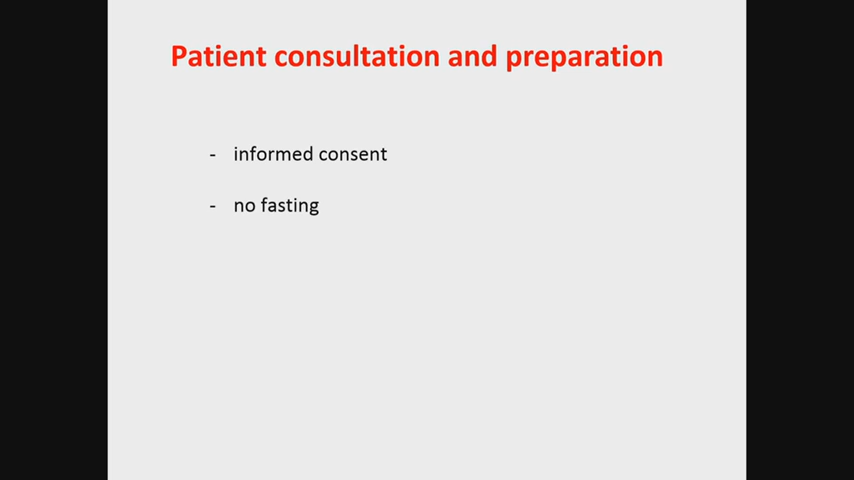 Patient consultation and preparation
- informed consent
- no fasting